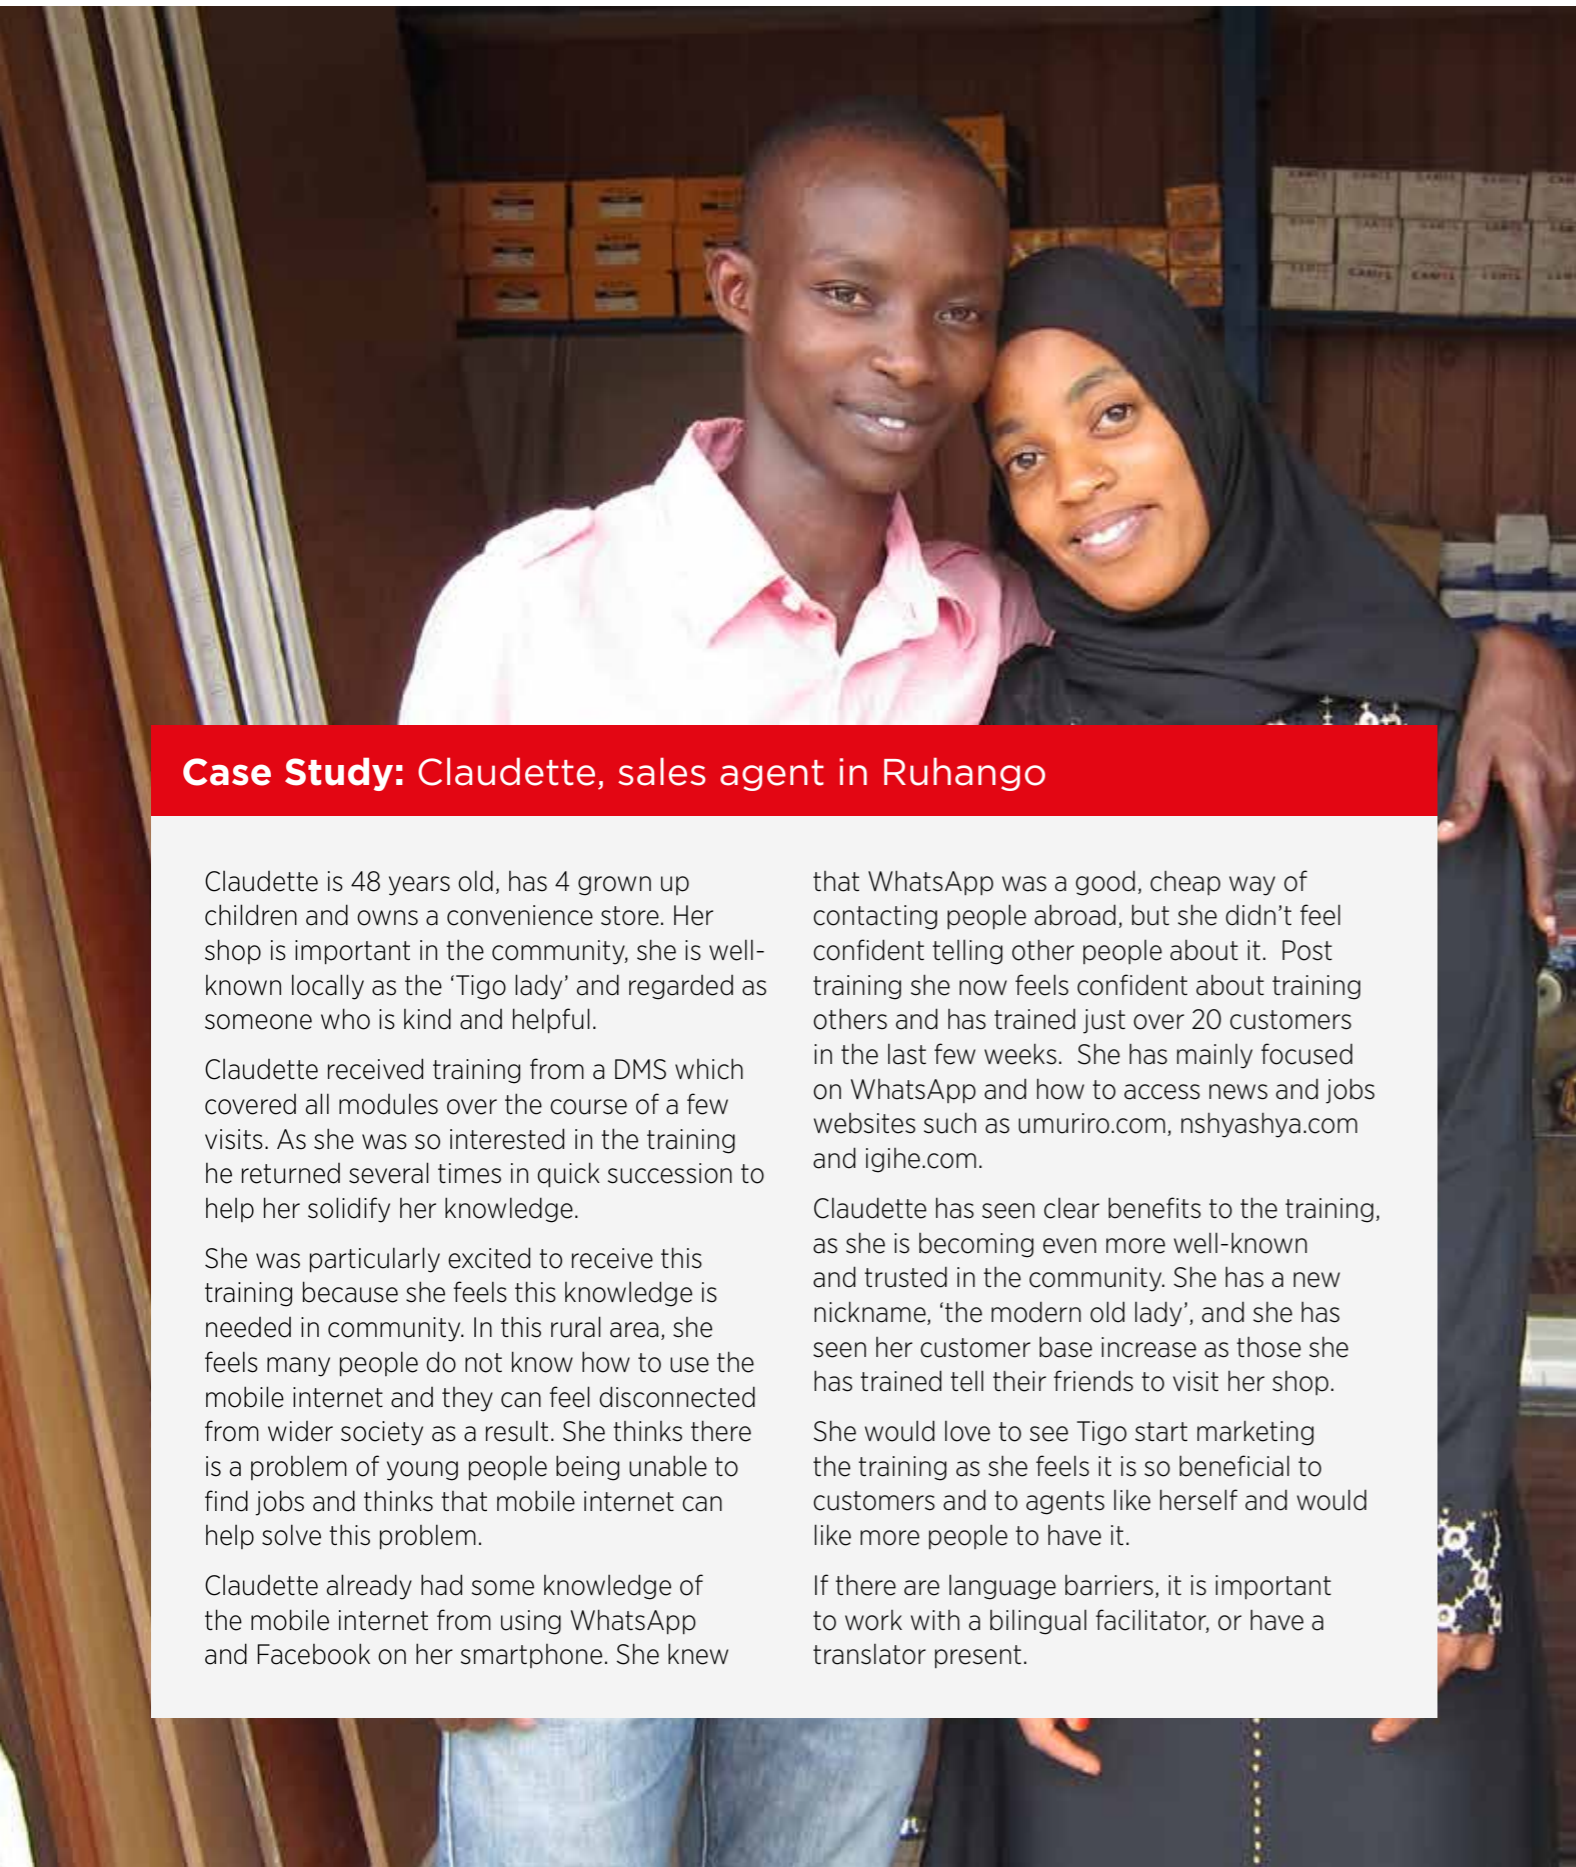 Case Study: Claudette, sales agent in Ruhango
Claudette is 48 years old, has 4 grown up
children and owns a convenience store. Her
shop is important in the community, she is well-
known locally as the ‘Tigo lady’ and regarded as
someone who is kind and helpful.
Claudette received training from a DMS which
covered all modules over the course of a few
visits. As she was so interested in the training
he returned several times in quick succession to
help her solidify her knowledge.
She was particularly excited to receive this
training because she feels this knowledge is
needed in community. In this rural area, she
feels many people do not know how to use the
mobile internet and they can feel disconnected
from wider society as a result. She thinks there
is a problem of young people being unable to
find jobs and thinks that mobile internet can
help solve this problem.
Claudette already had some knowledge of
the mobile internet from using WhatsApp
and Facebook on her smartphone. She knew
that WhatsApp was a good, cheap way of
contacting people abroad, but she didn’t feel
confident telling other people about it.  Post
training she now feels confident about training
others and has trained just over 20 customers
in the last few weeks.  She has mainly focused
on WhatsApp and how to access news and jobs
websites such as umuriro.com, nshyashya.com
and igihe.com.
Claudette has seen clear benefits to the training,
as she is becoming even more well-known
and trusted in the community. She has a new
nickname, ‘the modern old lady’, and she has
seen her customer base increase as those she
has trained tell their friends to visit her shop.
She would love to see Tigo start marketing
the training as she feels it is so beneficial to
customers and to agents like herself and would
like more people to have it.
If there are language barriers, it is important
to work with a bilingual facilitator, or have a
translator present.